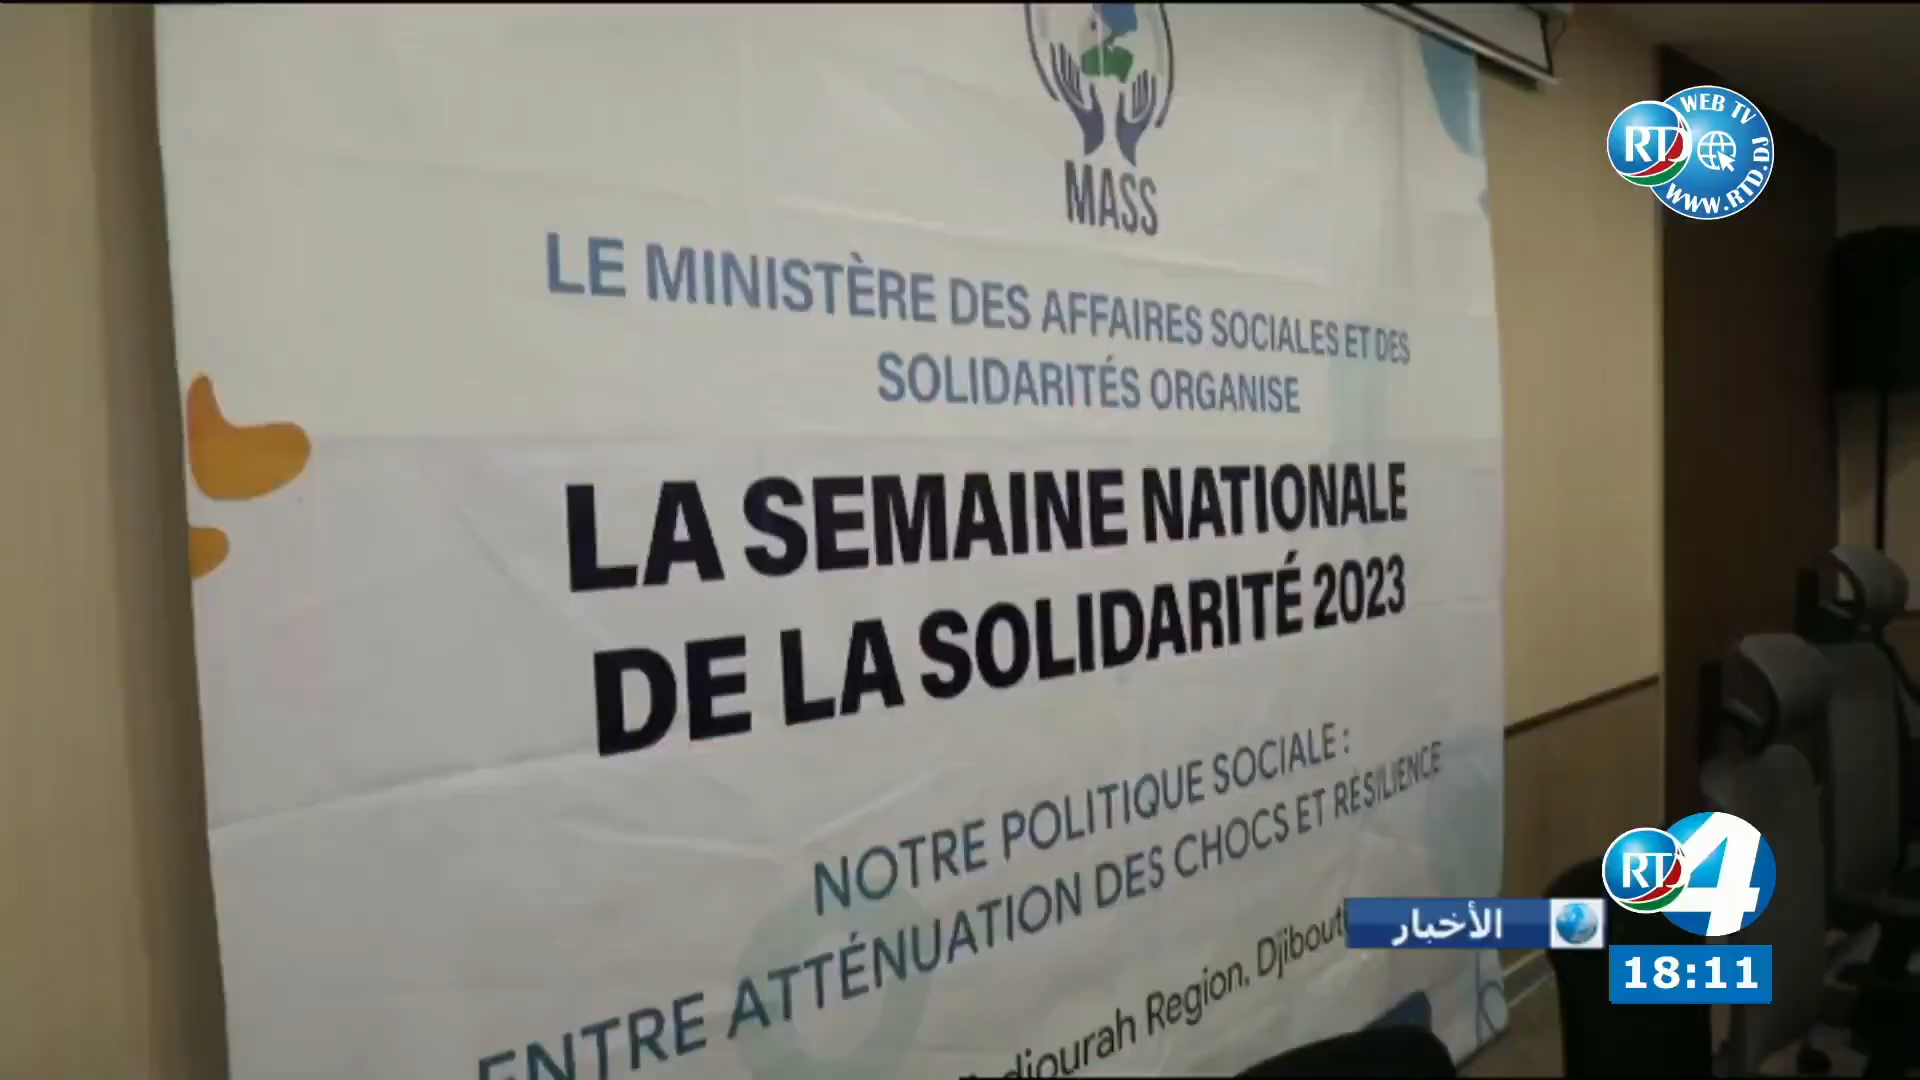 MASS
LE MINISTÈRE DES AFFAIRES SOCIALES ET DES
SOLIDARITÉS ORGANISE
LA SEMAINE NATIONALE
DE LA SOLIDARITÉ 2023
NOTRE POLITIQUE SOCIALE :
ENTRE ATTÉNUATION DES CHOCS ET RÉSILIENCE
Region, Djibouti
WEB TV
RTD
WWW.RTD.DJ
الأخبار
RTD 4
18:11